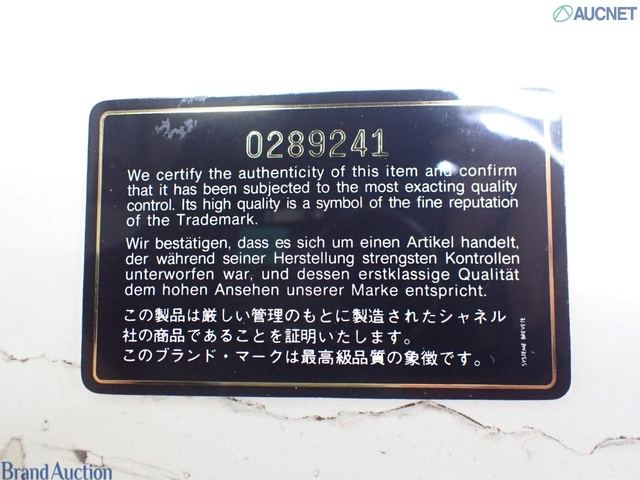 AUCNET
0289241
We certify the authenticity of this item and confirm
that it has been subjected to the most exacting quality
control. Its high quality is a symbol of the fine reputation
of the Trademark.
Wir bestätigen, dass es sich um einen Artikel handelt,
der während seiner Herstellung strengsten Kontrollen
unterworfen war, und dessen erstklassige Qualität
dem hohen Ansehen unserer Marke entspricht.
この製品は厳しい管理のもとに製造されたシャネル
社の商品であることを証明いたします。
このブランド・マークは最高級品質の象徴です。
SYSTEME BREVETE
Brand Auction